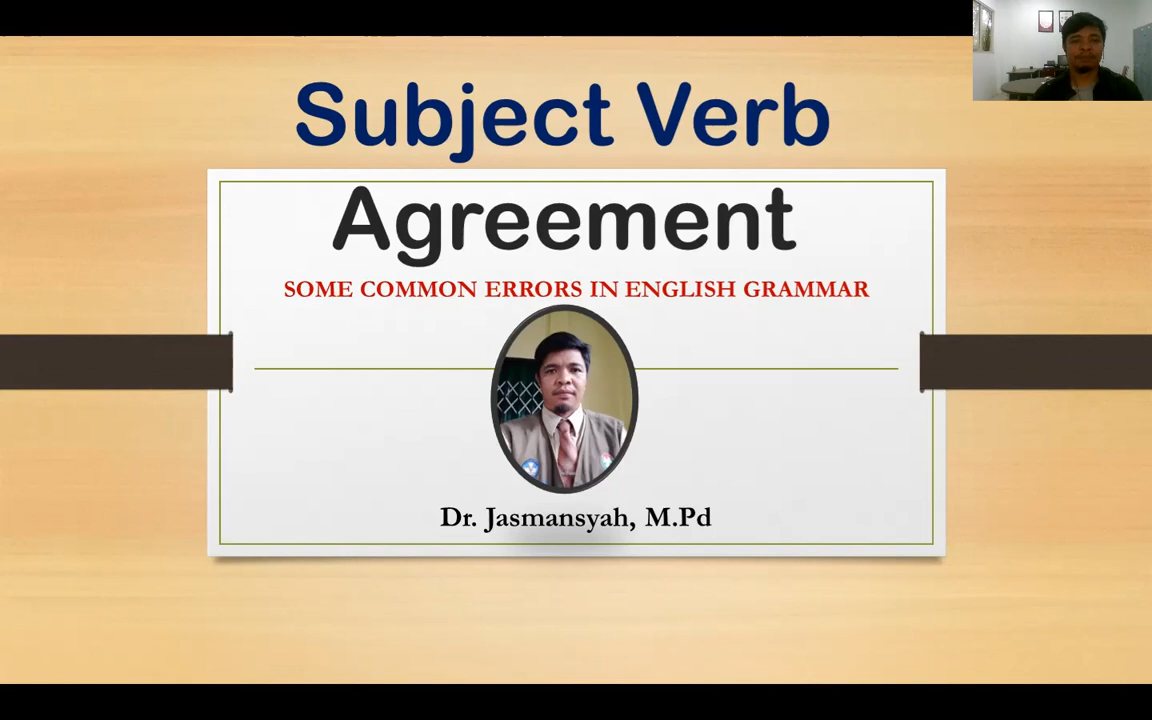 Subject Verb
Agreement
SOME COMMON ERRORS IN ENGLISH GRAMMAR
Dr. Jasmansyah, M.Pd